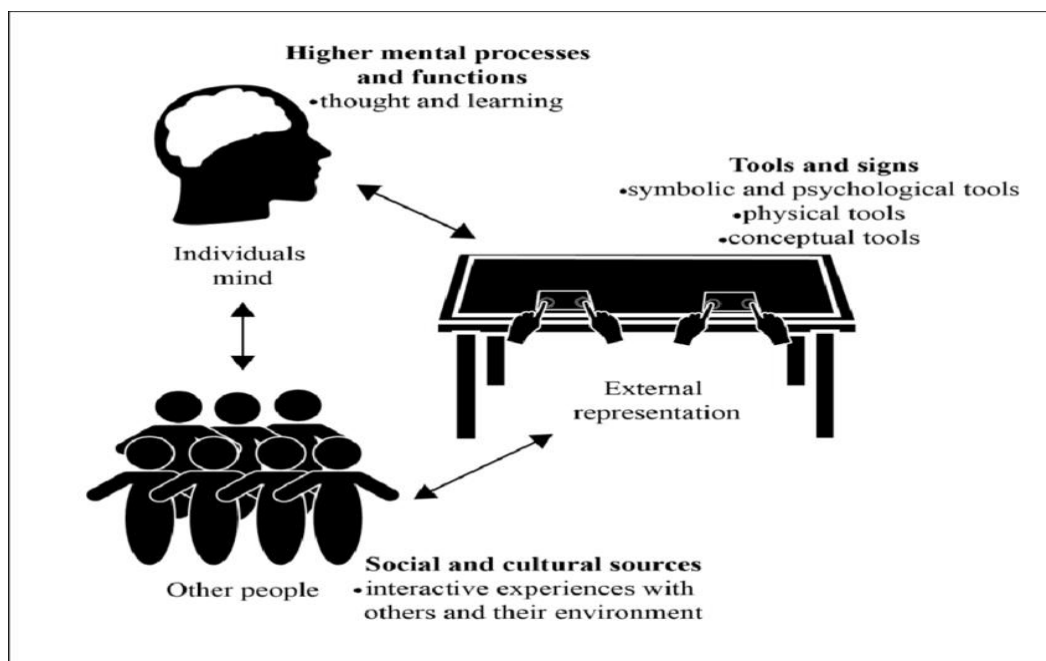 Higher mental processes
and functions
•thought and learning
Tools and signs
•symbolic and psychological tools
•physical tools
•conceptual tools
Individuals
mind
External
representation
Other people
Social and cultural sources
•interactive experiences with
others and their environment